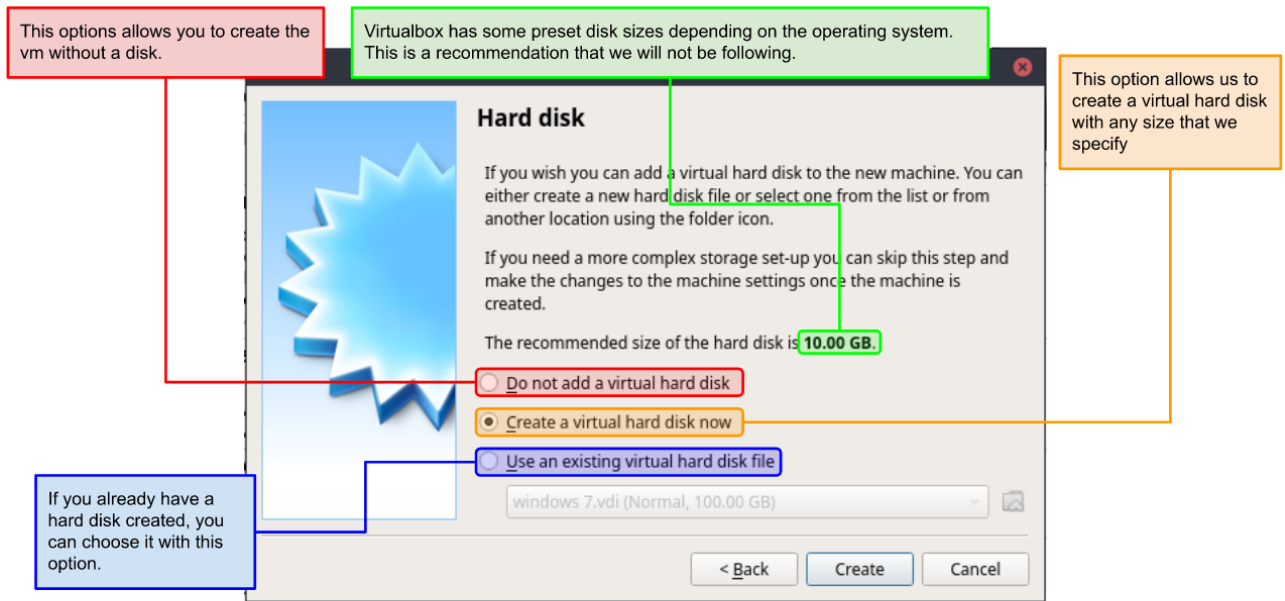 This options allows you to create the
vm without a disk.
Virtualbox has some preset disk sizes depending on the operating system.
This is a recommendation that we will not be following.
This option allows us to
create a virtual hard disk
with any size that we
specify
Hard disk
If you wish you can add a virtual hard disk to the new machine. You can
either create a new hard disk file or select one from the list or from
another location using the folder icon.
If you need a more complex storage set-up you can skip this step and
make the changes to the machine settings once the machine is
created.
The recommended size of the hard disk is 10.00 GB.
Do not add a virtual hard disk
Create a virtual hard disk now
Use an existing virtual hard disk file
windows 7.vdi (Normal, 100.00 GB)
If you already have a
hard disk created, you
can choose it with this
option.
< Back
Create
Cancel